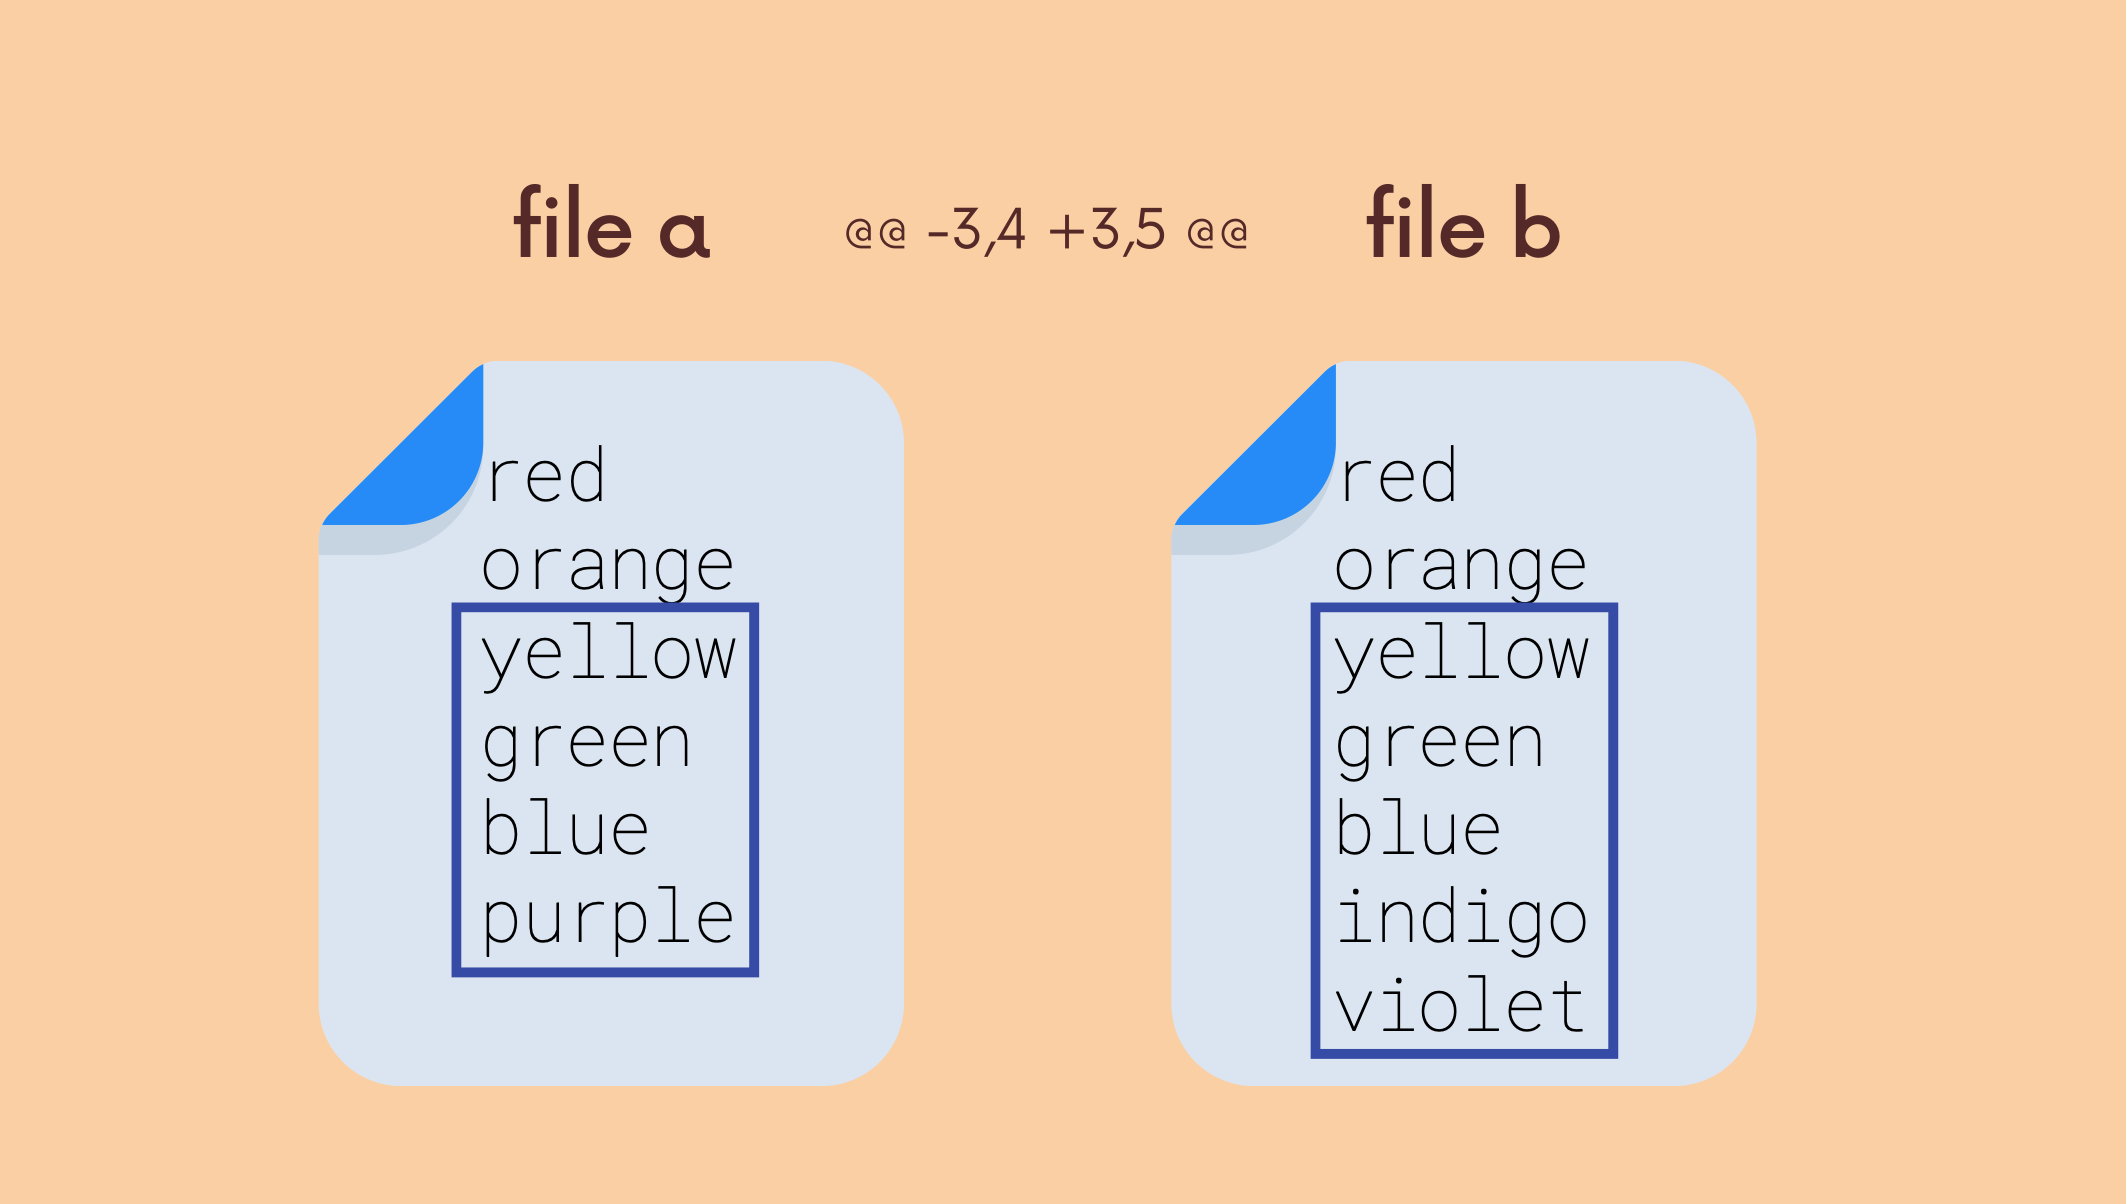 file a @@ -3,4 +3,5 @@ file b
red
orange
yellow
green
blue
purple
red
orange
yellow
green
blue
indigo
violet